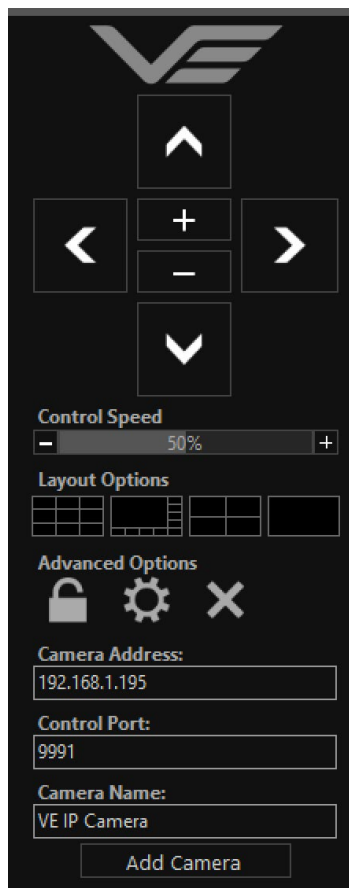 VE
+
−
Control Speed
− 50% +
Layout Options
Advanced Options
Camera Address:
192.168.1.195
Control Port:
9991
Camera Name:
VE IP Camera
Add Camera